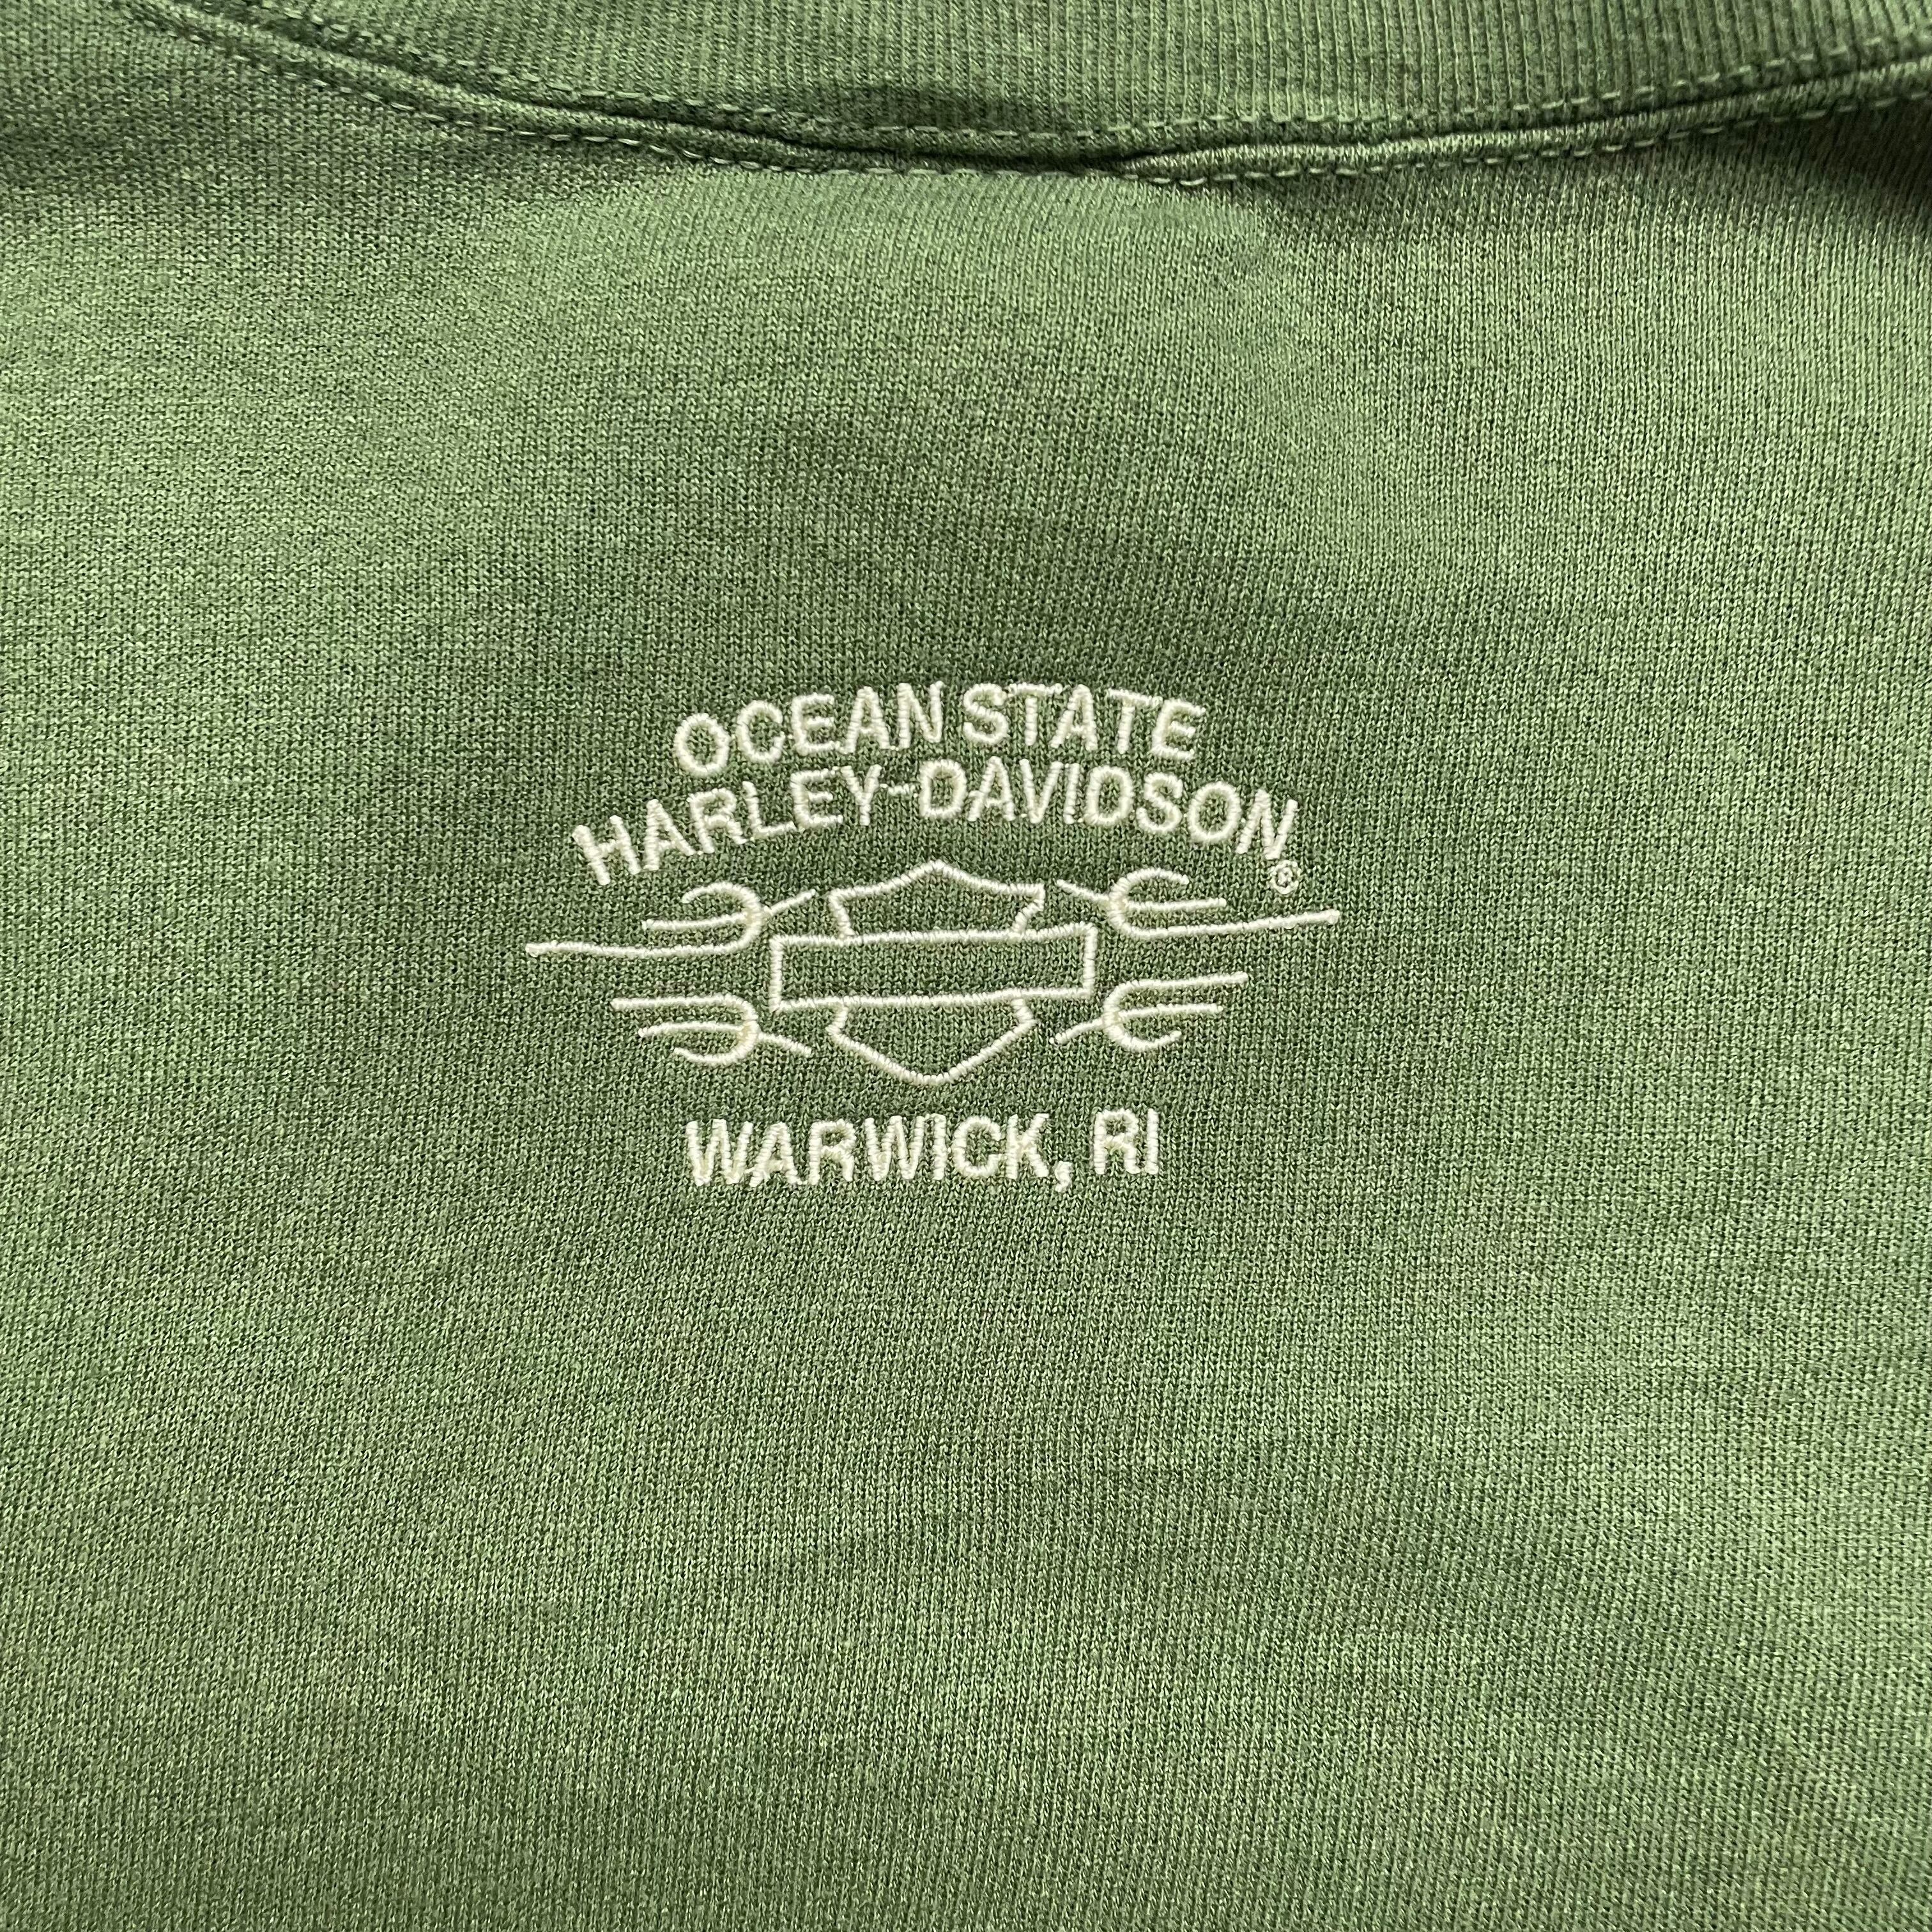 OCEAN STATE
HARLEY-DAVIDSON®
WARWICK, RI